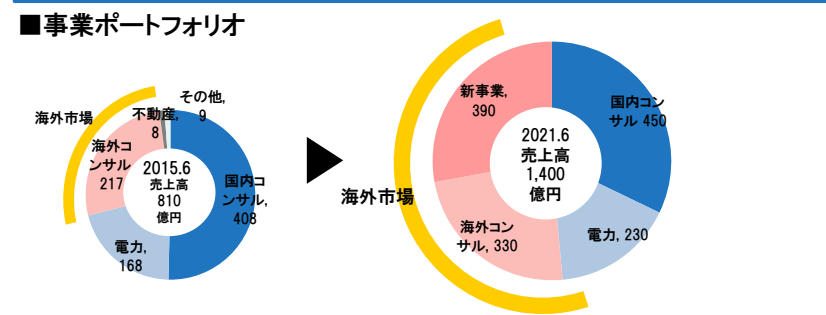 ■事業ポートフォリオ
海外市場
その他,
9
不動産,
8
海外コ
ンサル
217
2015.6
売上高
810
億円
国内コ
ンサル,
408
電力,
168
海外市場
新事業,
390
国内コン
サル 450
2021.6
売上高
1,400
億円
海外コン
サル, 330
電力, 230